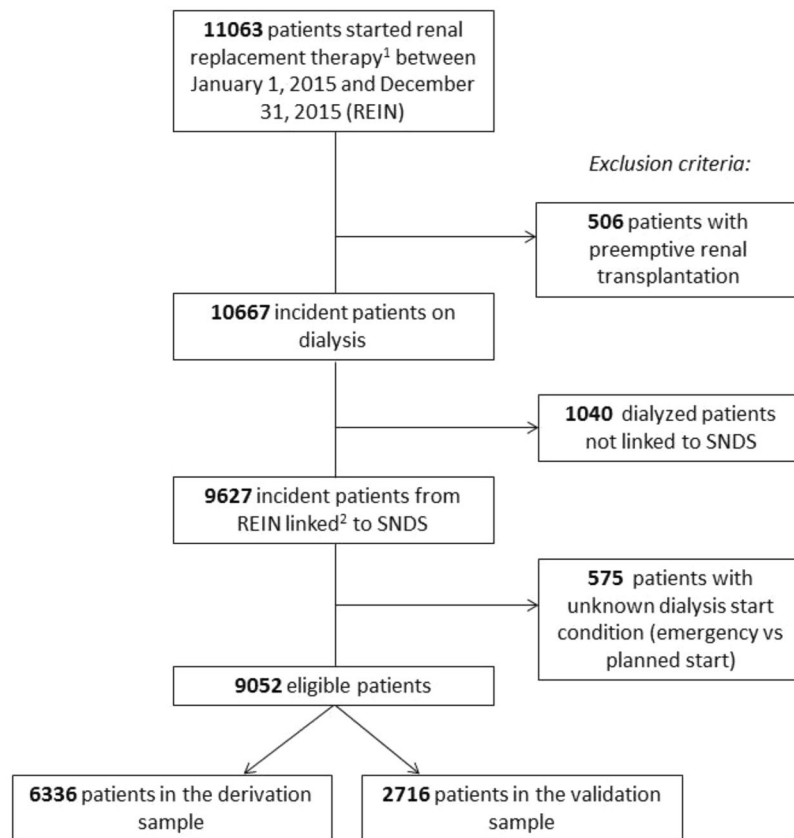 11063 patients started renal
replacement therapy¹ between
January 1, 2015 and December
31, 2015 (REIN)
Exclusion criteria:
506 patients with
preemptive renal
transplantation
10667 incident patients on
dialysis
1040 dialyzed patients
not linked to SNDS
9627 incident patients from
REIN linked² to SNDS
575 patients with
unknown dialysis start
condition (emergency vs
planned start)
9052 eligible patients
6336 patients in the derivation
sample
2716 patients in the validation
sample